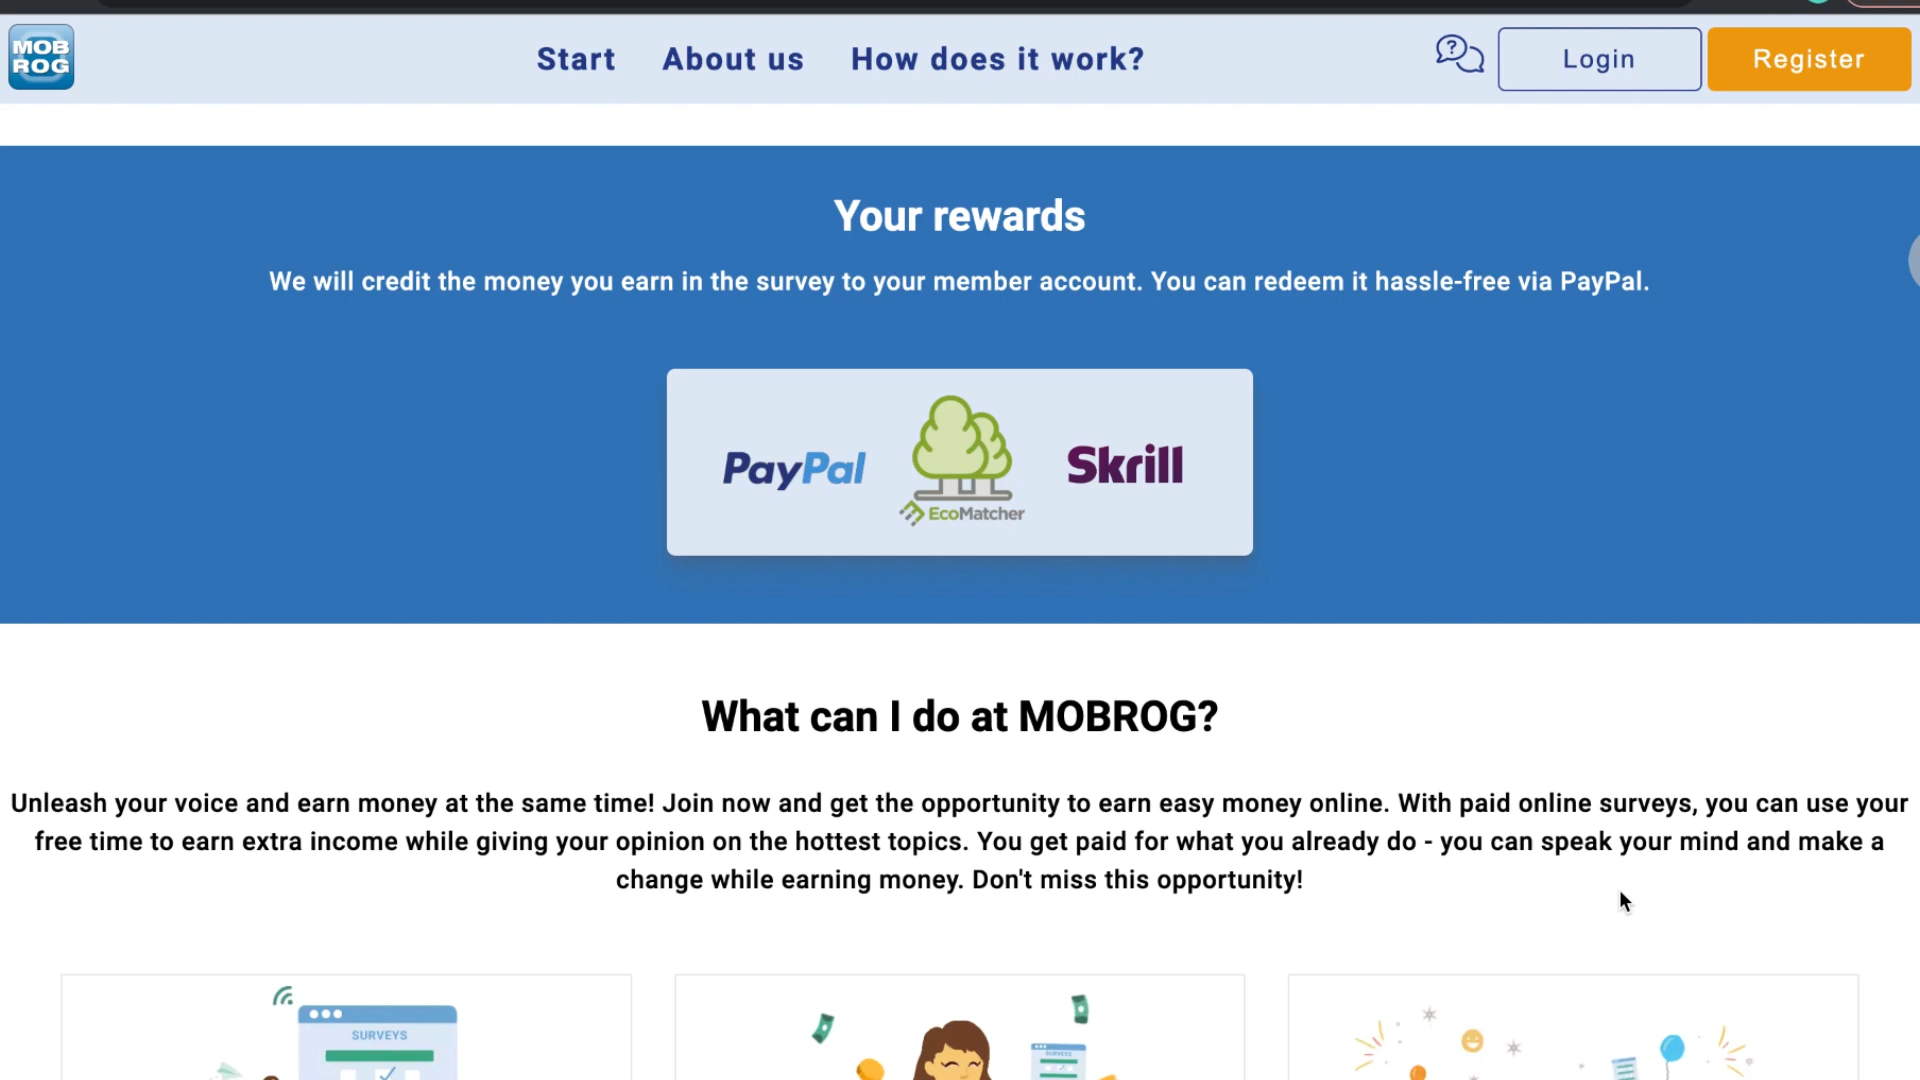 MOB
ROG
Start
About us
How does it work?
Login
Register
Your rewards
We will credit the money you earn in the survey to your member account. You can redeem it hassle-free via PayPal.
PayPal
EcoMatcher
Skrill
What can I do at MOBROG?
Unleash your voice and earn money at the same time! Join now and get the opportunity to earn easy money online. With paid online surveys, you can use your
free time to earn extra income while giving your opinion on the hottest topics. You get paid for what you already do - you can speak your mind and make a
change while earning money. Don't miss this opportunity!
SURVEYS
SURVEYS